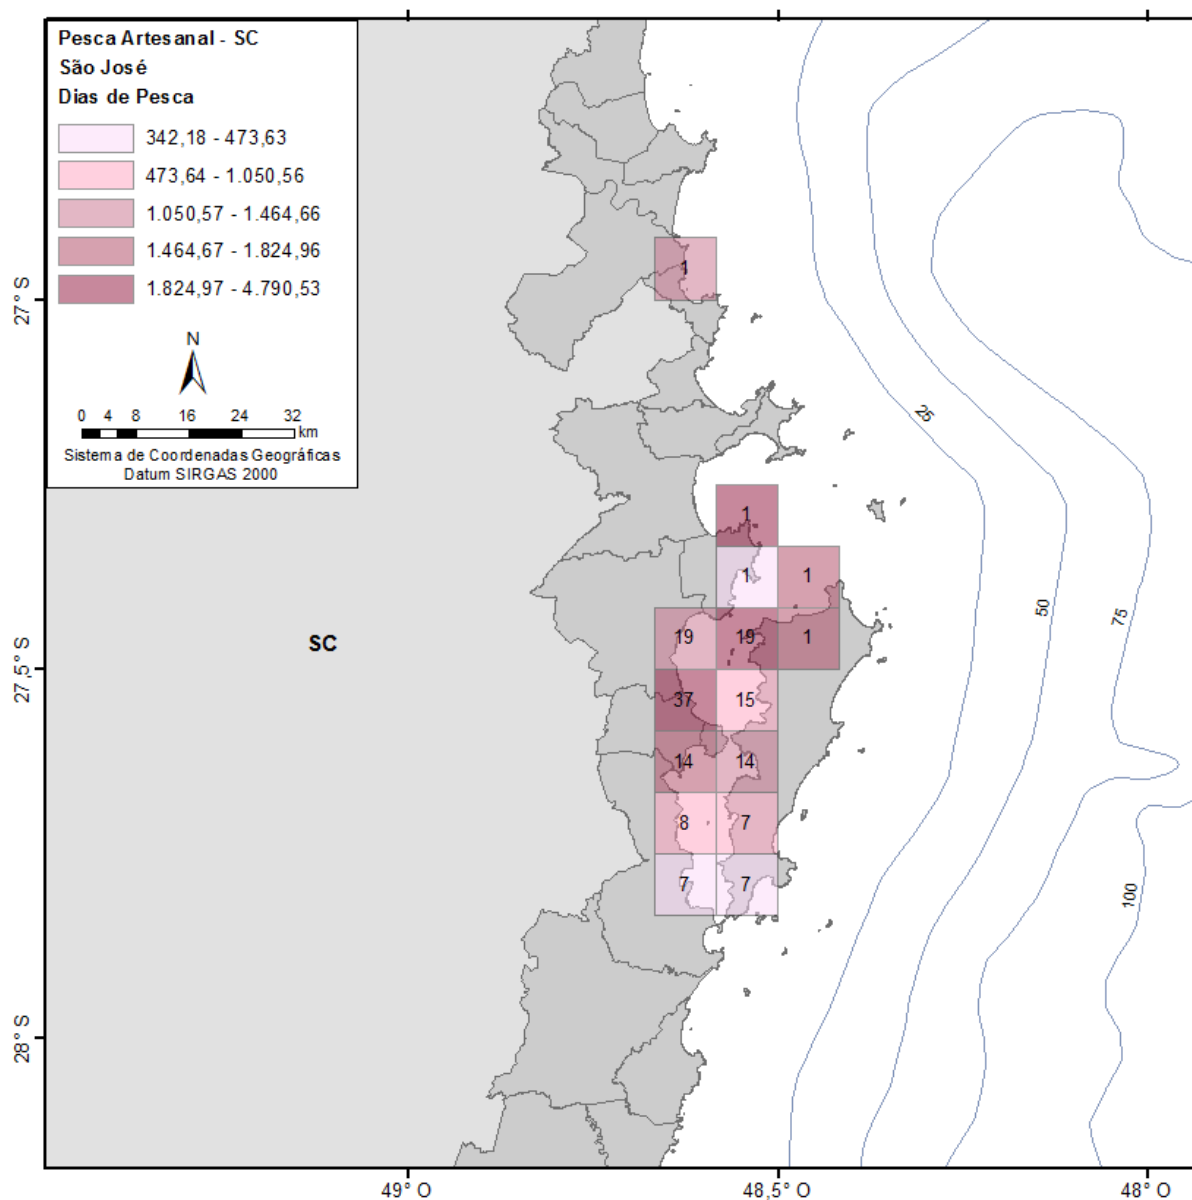 Pesca Artesanal - SC
São José
Dias de Pesca
342,18 - 473,63
473,64 - 1.050,56
1.050,57 - 1.464,66
1.464,67 - 1.824,96
1.824,97 - 4.790,53
N
0 4 8 16 24 32
km
Sistema de Coordenadas Geográficas
Datum SIRGAS 2000
1
27° S
25
1
1 1
50
75
19 19 1
SC
27,5° S
37 15
14 14
8 7
7 7
100
28° S
49° O 48,5° O 48° O